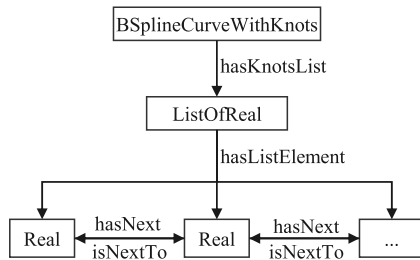 BSplineCurveWithKnots
hasKnotsList
ListOfReal
hasListElement
hasNext
hasNext
Real
Real
...
isNextTo
isNextTo